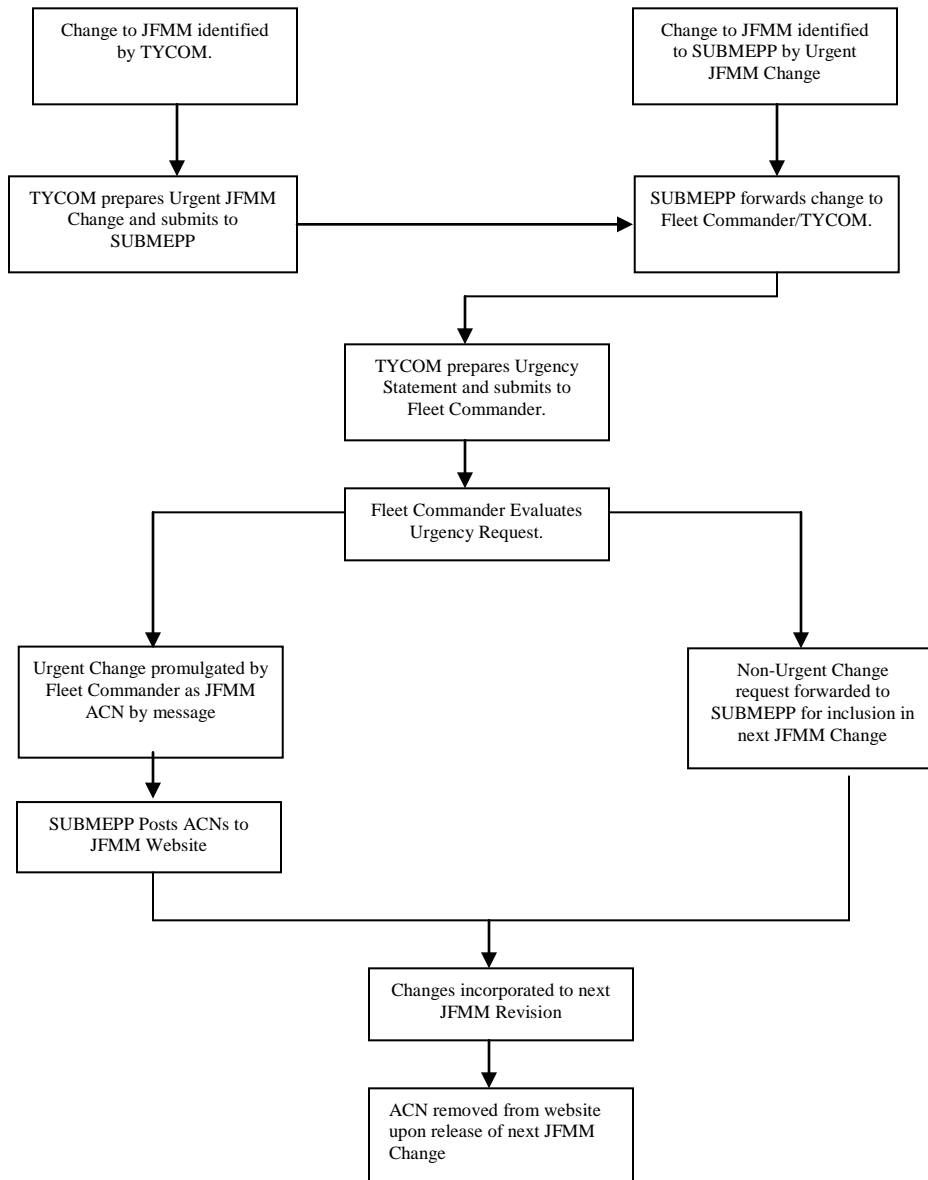 Change to JFMM identified
by TYCOM.
Change to JFMM identified
to SUBMEPP by Urgent
JFMM Change
TYCOM prepares Urgent JFMM
Change and submits to
SUBMEPP
SUBMEPP forwards change to
Fleet Commander/TYCOM.
TYCOM prepares Urgency
Statement and submits to
Fleet Commander.
Fleet Commander Evaluates
Urgency Request.
Urgent Change promulgated by
Fleet Commander as JFMM
ACN by message
Non-Urgent Change
request forwarded to
SUBMEPP for inclusion in
next JFMM Change
SUBMEPP Posts ACNs to
JFMM Website
Changes incorporated to next
JFMM Revision
ACN removed from website
upon release of next JFMM
Change